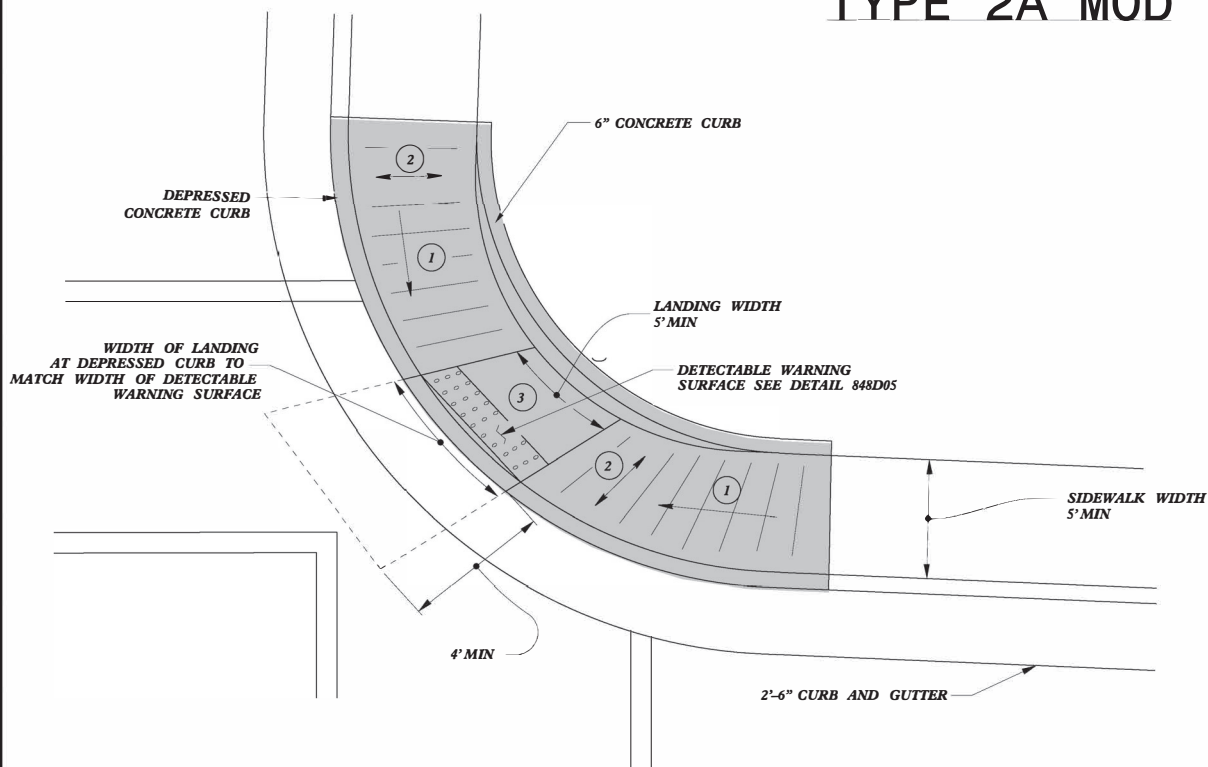 TYPE 2A MOD
6" CONCRETE CURB
2
DEPRESSED
CONCRETE CURB
1
LANDING WIDTH
5' MIN
WIDTH OF LANDING
AT DEPRESSED CURB TO
MATCH WIDTH OF DETECTABLE
WARNING SURFACE
DETECTABLE WARNING
SURFACE SEE DETAIL 848D05
3
2
1
SIDEWALK WIDTH
5' MIN
4' MIN
2'-6" CURB AND GUTTER